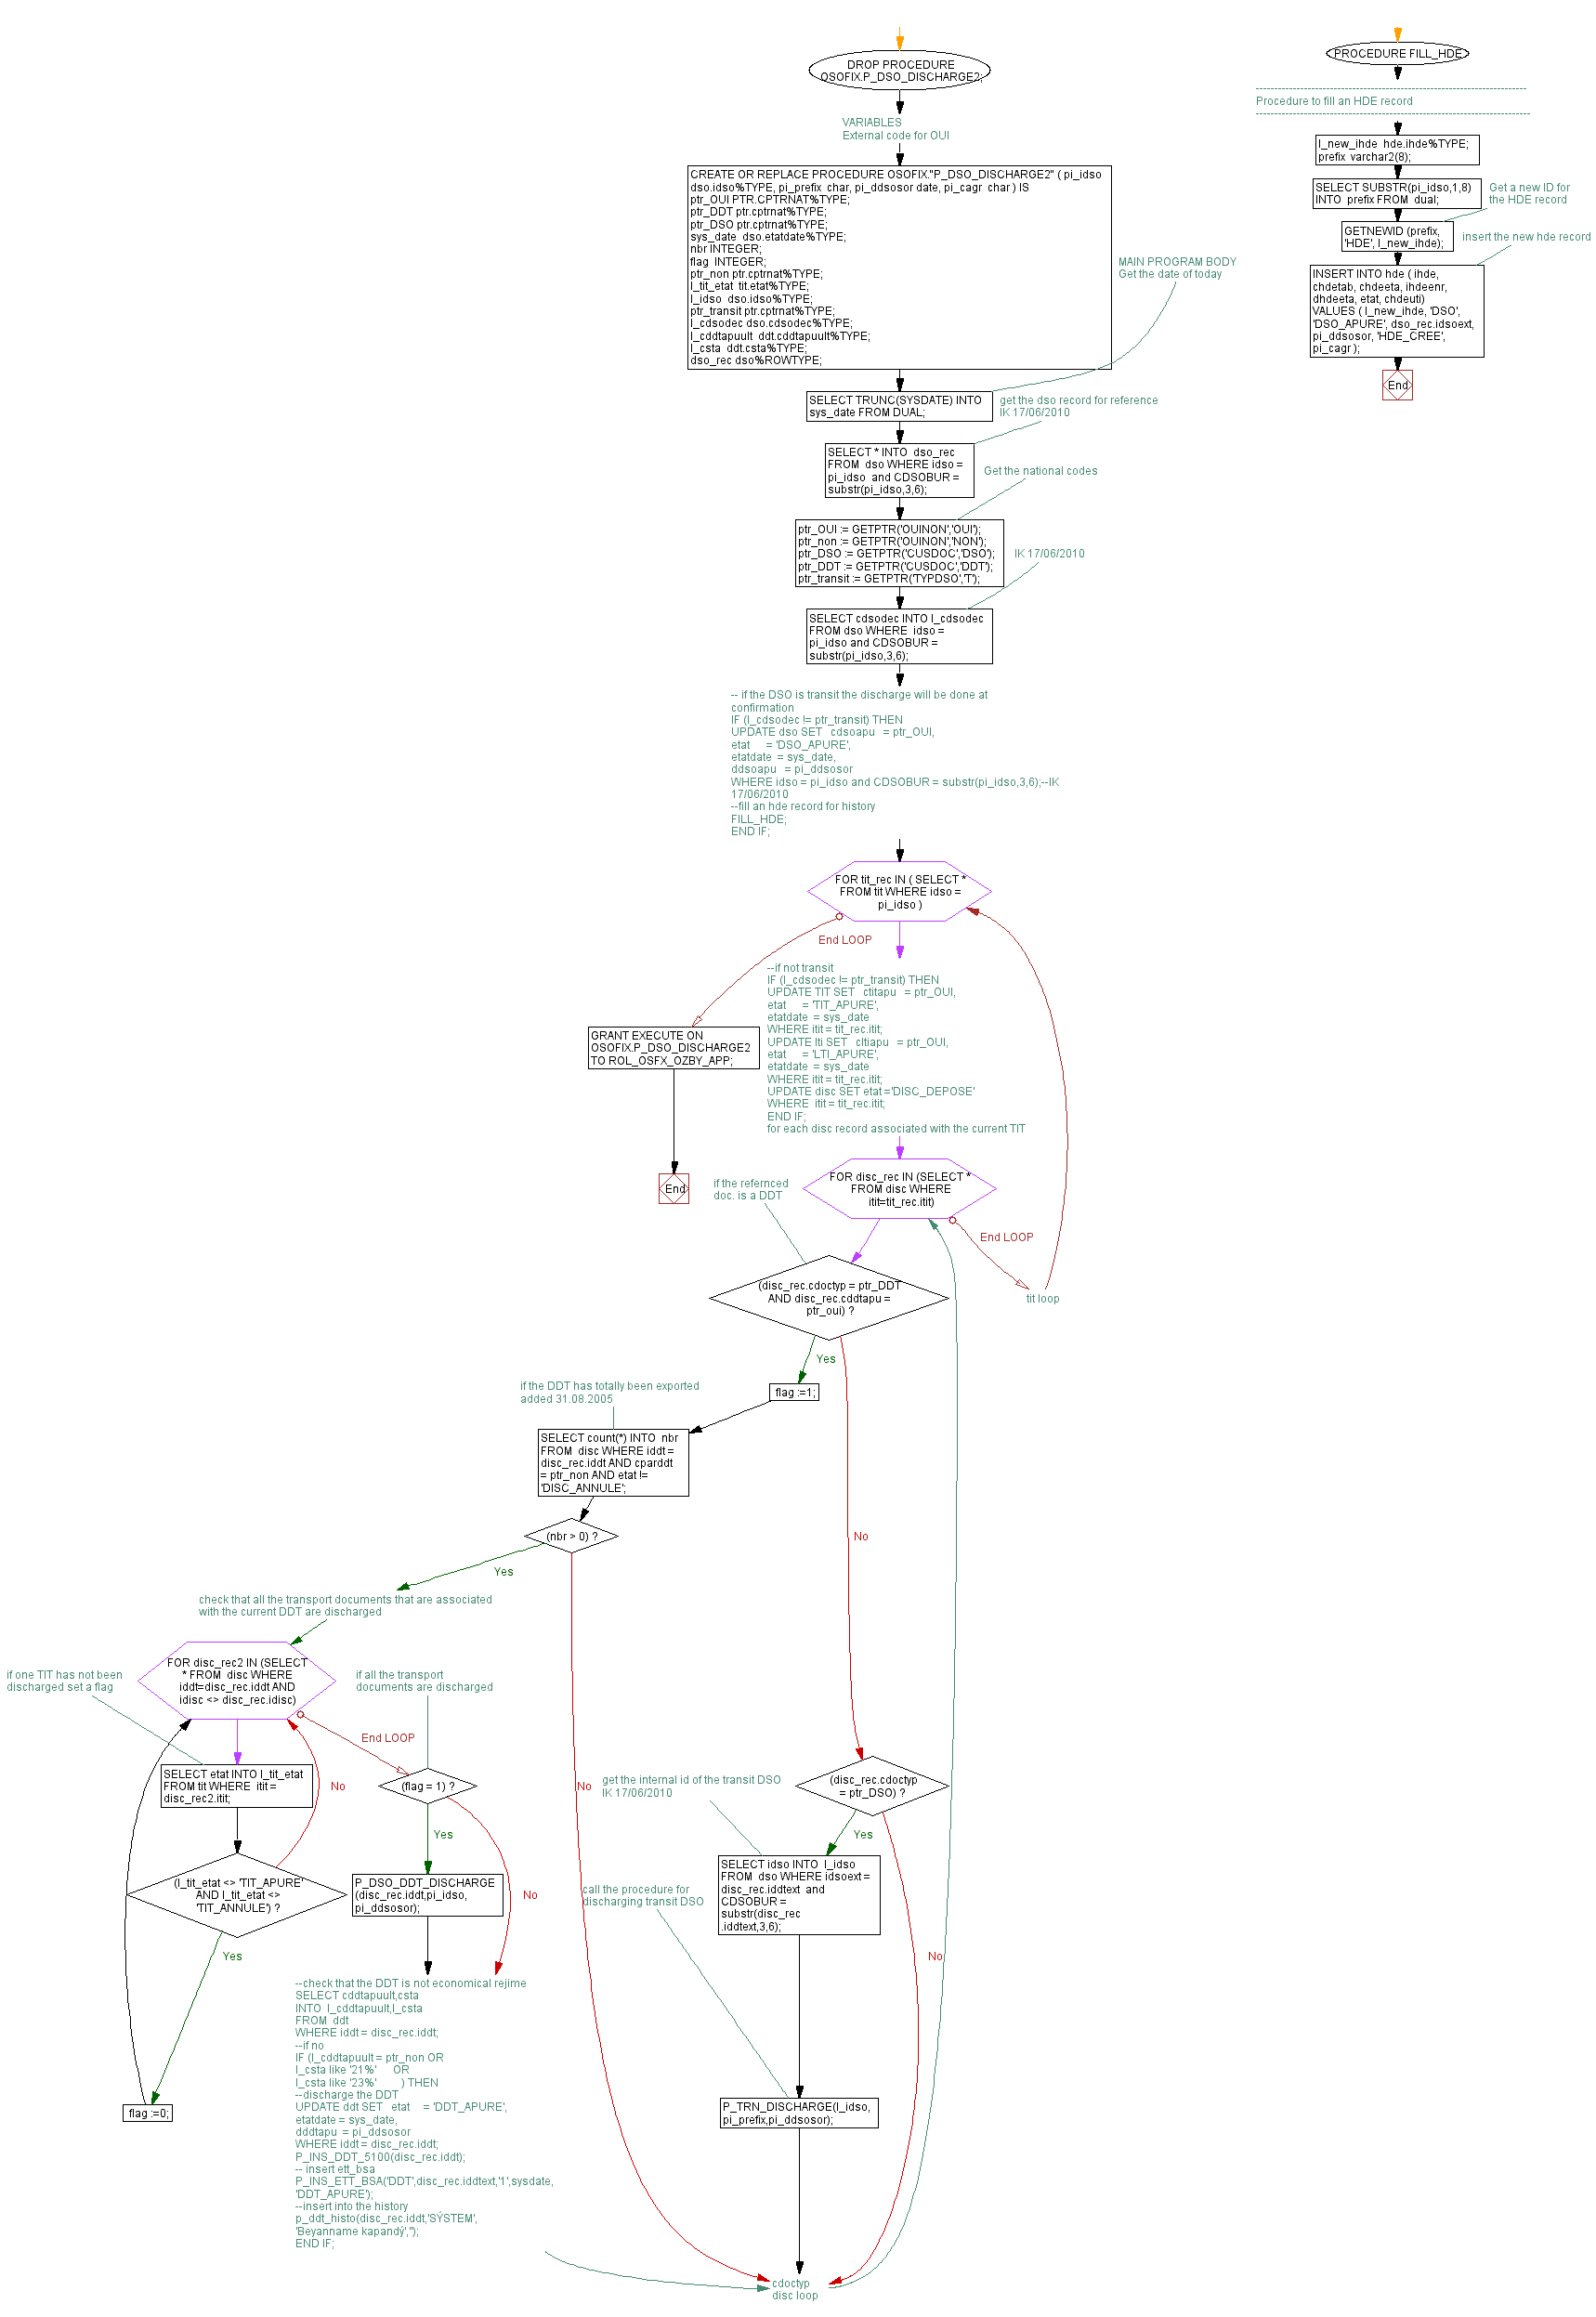 DROP PROCEDURE
OSOFIX.P_DSO_DISCHARGE2;
VARIABLES
External code for OUI
CREATE OR REPLACE PROCEDURE OSOFIX."P_DSO_DISCHARGE2" ( pi_idso
dso.idso%TYPE, pi_prefix char, pi_ddsosor date, pi_cagr char ) IS
ptr_OUI PTR.CPTRNAT%TYPE;
ptr_DDT ptr.cptrnat%TYPE;
ptr_DSO ptr.cptrnat%TYPE;
sys_date dso.etatdate%TYPE;
nbr INTEGER;
flag INTEGER;
ptr_non ptr.cptrnat%TYPE;
l_tit_etat tit.etat%TYPE;
l_idso dso.idso%TYPE;
ptr_transit ptr.cptrnat%TYPE;
l_cdsodec dso.cdsodec%TYPE;
l_cddtapuult ddt.cddtapuult%TYPE;
l_csta ddt.csta%TYPE;
dso_rec dso%ROWTYPE;
MAIN PROGRAM BODY
Get the date of today
SELECT TRUNC(SYSDATE) INTO
sys_date FROM DUAL;
get the dso record for reference
IK 17/06/2010
SELECT * INTO dso_rec
FROM dso WHERE idso =
pi_idso and CDSOBUR =
substr(pi_idso,3,6);
Get the national codes
ptr_OUI := GETPTR('OUINON','OUI');
ptr_non := GETPTR('OUINON','NON');
ptr_DSO := GETPTR('CUSDOC','DSO');
ptr_DDT := GETPTR('CUSDOC','DDT');
ptr_transit := GETPTR('TYPDSO','T');
IK 17/06/2010
SELECT cdsodec INTO l_cdsodec
FROM dso WHERE idso =
pi_idso and CDSOBUR =
substr(pi_idso,3,6);
-- if the DSO is transit the discharge will be done at
confirmation
IF (l_cdsodec != ptr_transit) THEN
UPDATE dso SET cdsoapu = ptr_OUI,
etat = 'DSO_APURE',
etatdate = sys_date,
ddsoapu = pi_ddsosor
WHERE idso = pi_idso and CDSOBUR = substr(pi_idso,3,6);--IK
17/06/2010
--fill an hde record for history
FILL_HDE;
END IF;
FOR tit_rec IN ( SELECT *
FROM tit WHERE idso =
pi_idso )
End LOOP
GRANT EXECUTE ON
OSOFIX.P_DSO_DISCHARGE2
TO ROL_OSFX_OZBY_APP;
End
--if not transit
IF (l_cdsodec != ptr_transit) THEN
UPDATE TIT SET ctitapu = ptr_OUI,
etat = 'TIT_APURE',
etatdate = sys_date
WHERE itit = tit_rec.itit;
UPDATE lti SET cltiapu = ptr_OUI,
etat = 'LTI_APURE',
etatdate = sys_date
WHERE itit = tit_rec.itit;
UPDATE disc SET etat ='DISC_DEPOSE'
WHERE itit = tit_rec.itit;
END IF;
for each disc record associated with the current TIT
FOR disc_rec IN (SELECT *
FROM disc WHERE
itit=tit_rec.itit)
End LOOP
tit loop
if the refernced
doc. is a DDT
(disc_rec.cdoctyp = ptr_DDT
AND disc_rec.cddtapu =
ptr_oui) ?
Yes
flag :=1;
if the DDT has totally been exported
added 31.08.2005
SELECT count(*) INTO nbr
FROM disc WHERE iddt =
disc_rec.iddt AND cparddt
= ptr_non AND etat !=
'DISC_ANNULE';
No
(nbr > 0) ?
Yes
check that all the transport documents that are associated
with the current DDT are discharged
FOR disc_rec2 IN (SELECT
* FROM disc WHERE
iddt=disc_rec.iddt AND
idisc <> disc_rec.idisc)
if one TIT has not been
discharged set a flag
if all the transport
documents are discharged
End LOOP
SELECT etat INTO l_tit_etat
FROM tit WHERE itit =
disc_rec2.itit;
No
(flag = 1) ?
Yes
(l_tit_etat <> 'TIT_APURE'
AND l_tit_etat <>
'TIT_ANNULE') ?
Yes
flag :=0;
P_DSO_DDT_DISCHARGE
(disc_rec.iddt,pi_idso,
pi_ddsosor);
No
--check that the DDT is not economical rejime
SELECT cddtapuult,csta
INTO l_cddtapuult,l_csta
FROM ddt
WHERE iddt = disc_rec.iddt;
--if no
IF (l_cddtapuult = ptr_non OR
l_csta like '21%' OR
l_csta like '23%' ) THEN
--discharge the DDT
UPDATE ddt SET etat = 'DDT_APURE',
etatdate = sys_date,
dddtapu = pi_ddsosor
WHERE iddt = disc_rec.iddt;
P_INS_DDT_5100(disc_rec.iddt);
-- insert ett_bsa
P_INS_ETT_BSA('DDT',disc_rec.iddtext,'1',sysdate,
'DDT_APURE');
--insert into the history
p_ddt_histo(disc_rec.iddt,'SÝSTEM',
'Beyanname kapandý','');
END IF;
No
get the internal id of the transit DSO
IK 17/06/2010
(disc_rec.cdoctyp
= ptr_DSO) ?
Yes
SELECT idso INTO l_idso
FROM dso WHERE idsoext =
disc_rec.iddtext and
CDSOBUR =
substr(disc_rec
.iddtext,3,6);
call the procedure for
discharging transit DSO
No
P_TRN_DISCHARGE(l_idso,
pi_prefix,pi_ddsosor);
cdoctyp
disc loop
PROCEDURE FILL_HDE
Procedure to fill an HDE record
l_new_ihde hde.ihde%TYPE;
prefix varchar2(8);
SELECT SUBSTR(pi_idso,1,8)
INTO prefix FROM dual;
Get a new ID for
the HDE record
GETNEWID (prefix,
'HDE', l_new_ihde);
insert the new hde record
INSERT INTO hde ( ihde,
chdetab, chdeeta, ihdeenr,
dhdeeta, etat, chdeuti)
VALUES ( l_new_ihde, 'DSO',
'DSO_APURE', dso_rec.idsoext,
pi_ddsosor, 'HDE_CREE',
pi_cagr );
End